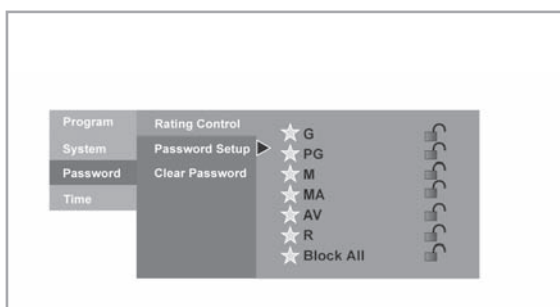 Program
System
Password
Time
Rating Control
Password Setup
Clear Password
G
PG
M
MA
AV
R
Block All